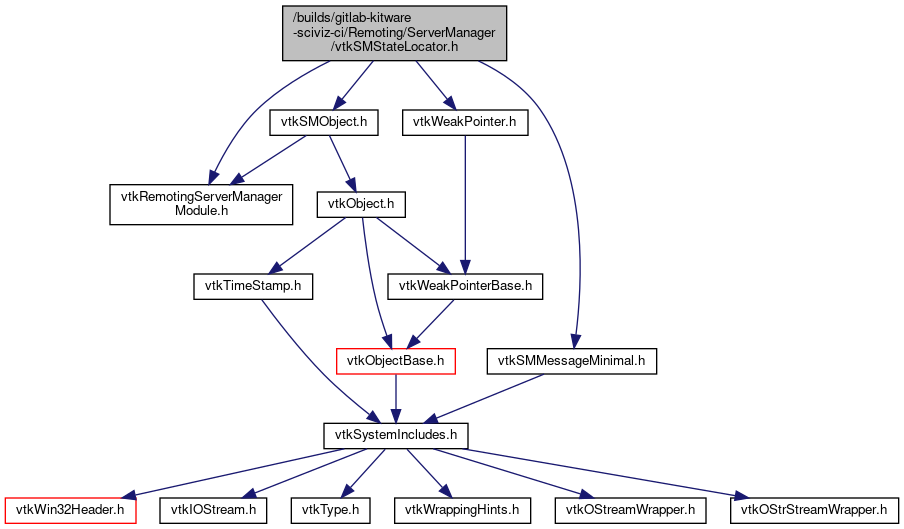 /builds/gitlab-kitware
-sciviz-ci/Remoting/ServerManager
/vtkSMStateLocator.h
vtkSMObject.h
vtkWeakPointer.h
vtkRemotingServerManager
Module.h
vtkObject.h
vtkTimeStamp.h
vtkWeakPointerBase.h
vtkObjectBase.h
vtkSMMessageMinimal.h
vtkSystemIncludes.h
vtkWin32Header.h
vtkIOStream.h
vtkType.h
vtkWrappingHints.h
vtkOStreamWrapper.h
vtkOStrStreamWrapper.h